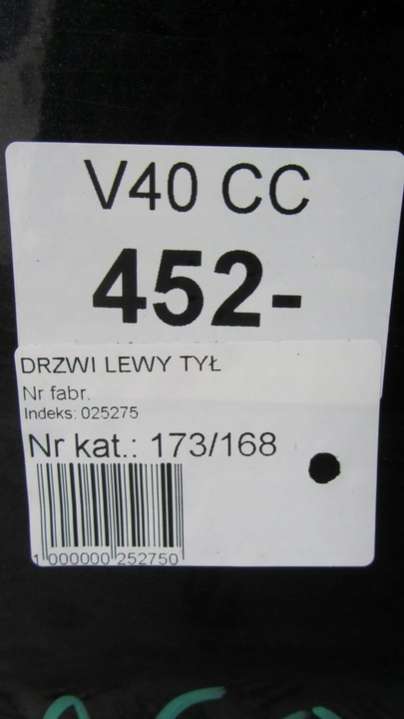 V40 CC
452-
DRZWI LEWY TYŁ
Nr fabr.
Indeks: 025275
Nr kat.: 173/168
1 000000 252750